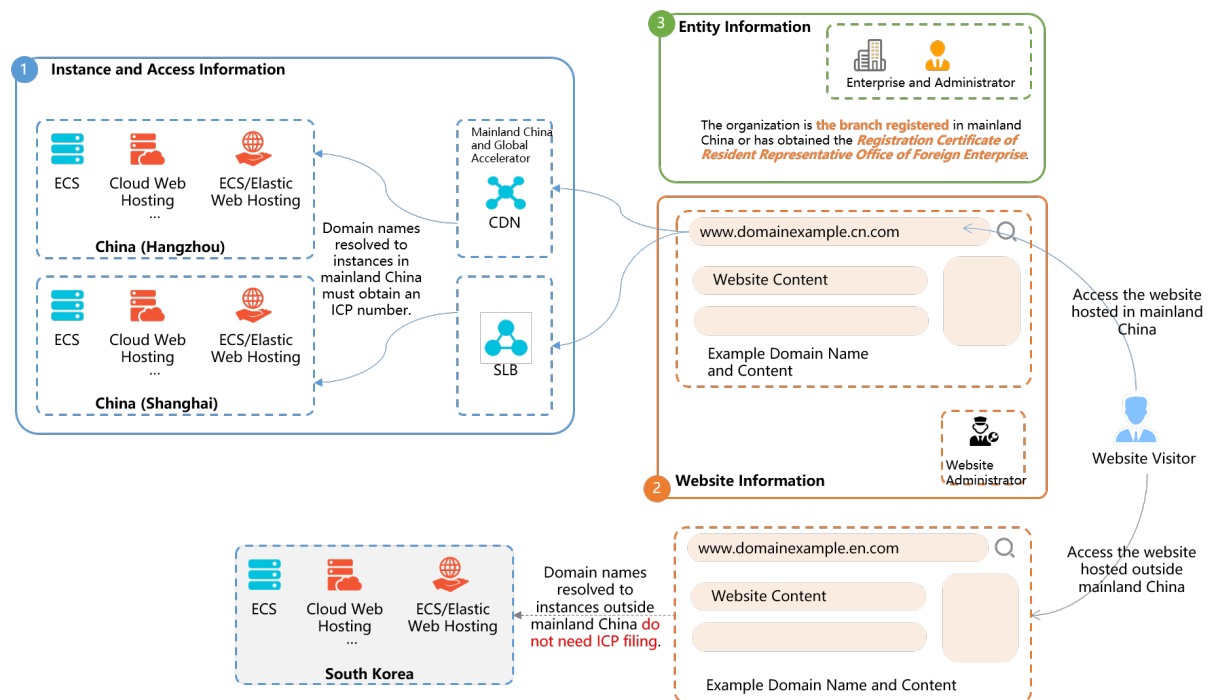 1
Instance and Access Information
ECS
Cloud Web
Hosting
...
ECS/Elastic
Web Hosting
China (Hangzhou)
ECS
Cloud Web
Hosting
...
ECS/Elastic
Web Hosting
China (Shanghai)
Domain names
resolved to
instances in
mainland China
must obtain an
ICP number.
Mainland China
and Global
Accelerator
CDN
SLB
3
Entity Information
Enterprise and Administrator
The organization is the branch registered in mainland
China or has obtained the Registration Certificate of
Resident Representative Office of Foreign Enterprise.
www.domainexample.cn.com
Website Content
Example Domain Name
and Content
Website
Administrator
2
Website Information
Access the website
hosted in mainland
China
Website Visitor
Access the website
hosted outside
mainland China
www.domainexample.en.com
Website Content
Example Domain Name and Content
Domain names
resolved to
instances outside
mainland China do
not need ICP filing.
ECS
Cloud Web
Hosting
...
ECS/Elastic
Web Hosting
South Korea